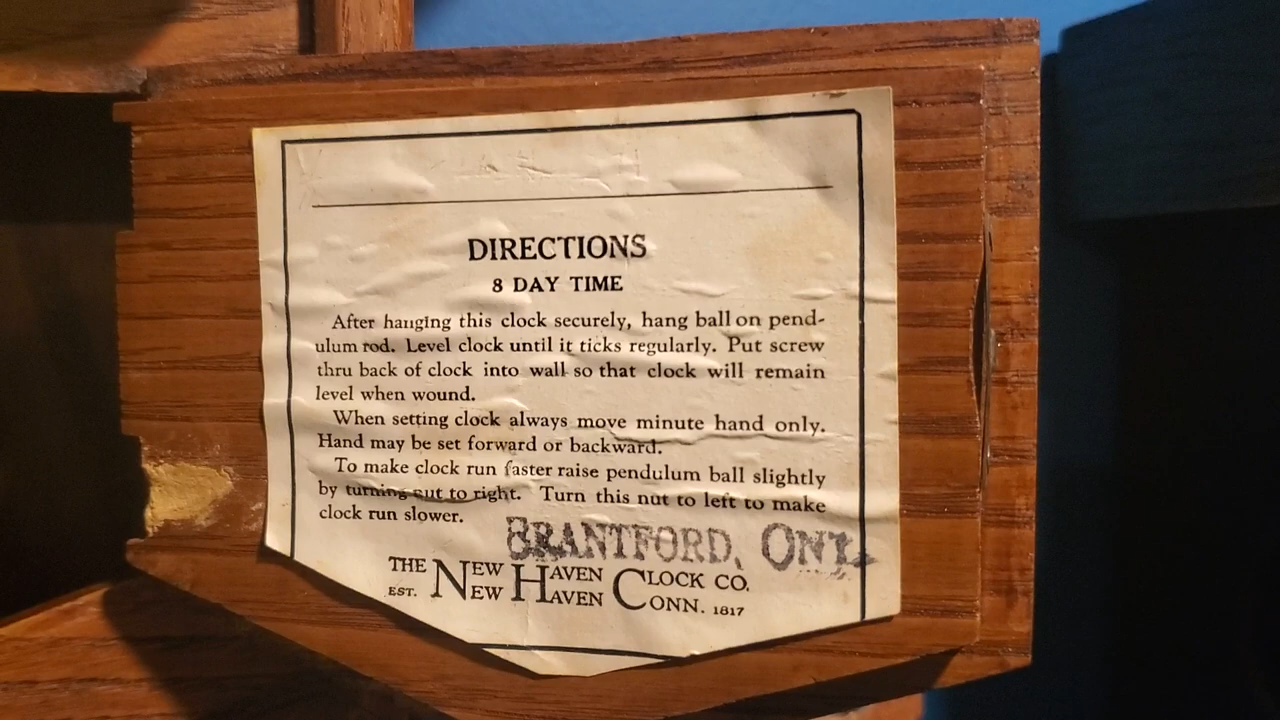 DIRECTIONS
8 DAY TIME
After hanging this clock securely, hang ball on pend-
ulum rod. Level clock until it ticks regularly. Put screw
thru back of clock into wall so that clock will remain
level when wound.
When setting clock always move minute hand only.
Hand may be set forward or backward.
To make clock run faster raise pendulum ball slightly
by turning nut to right. Turn this nut to left to make
clock run slower.
BRANTFORD, ONT.
THE NEW HAVEN CLOCK CO.
EST. NEW HAVEN CONN. 1817